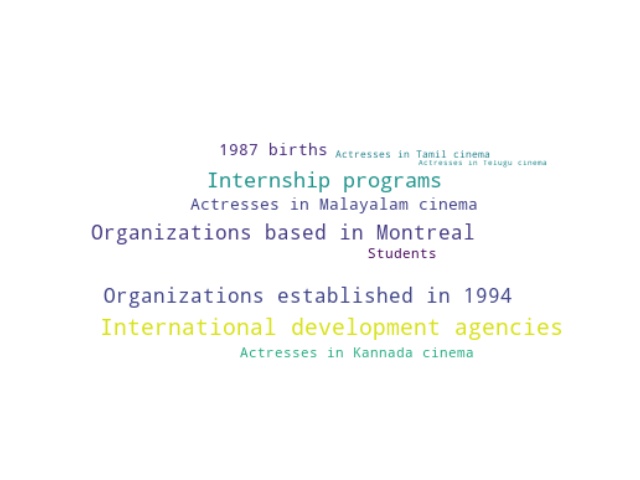 1987 births
Actresses in Tamil cinema
Actresses in Telugu cinema
Internship programs
Actresses in Malayalam cinema
Organizations based in Montreal
Students
Organizations established in 1994
International development agencies
Actresses in Kannada cinema